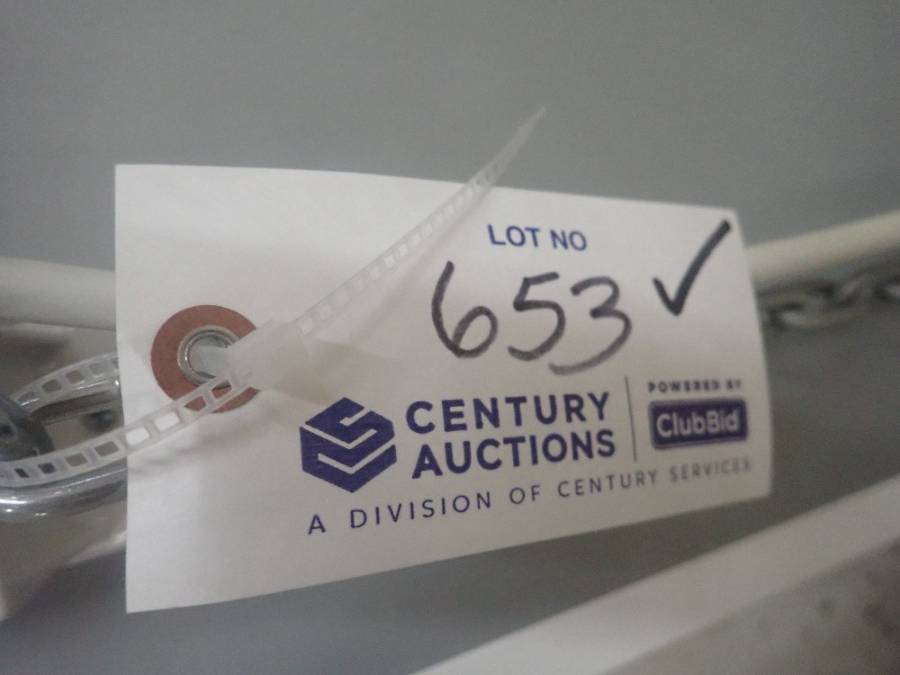 LOT NO
653 ✓
CENTURY AUCTIONS
POWERED BY
ClubBid
A DIVISION OF CENTURY SERVICES